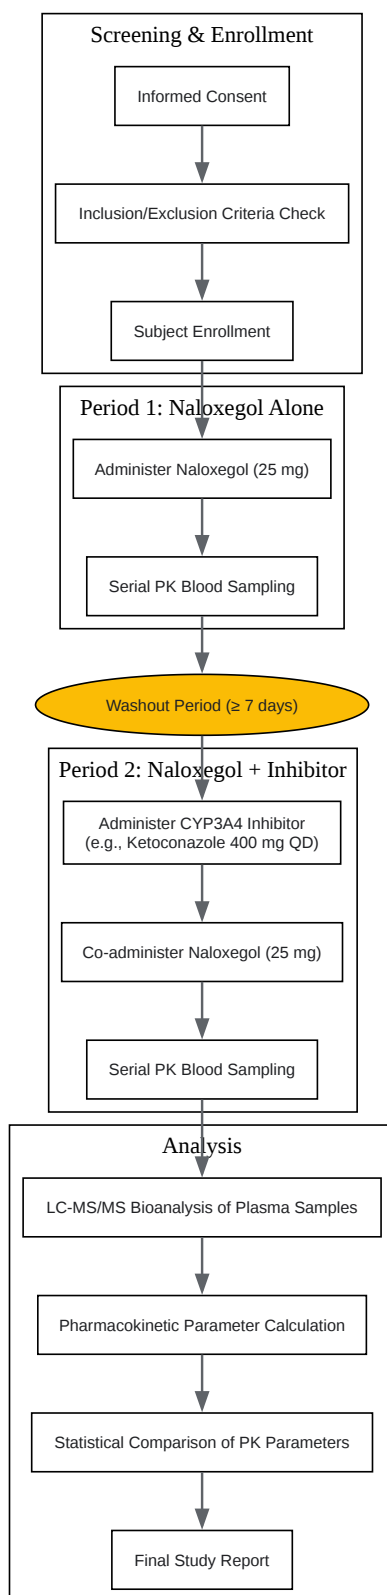 Screening & Enrollment
Informed Consent
Inclusion/Exclusion Criteria Check
Subject Enrollment
Period 1: Naloxegol Alone
Administer Naloxegol (25 mg)
Serial PK Blood Sampling
Washout Period (≥ 7 days)
Period 2: Naloxegol + Inhibitor
Administer CYP3A4 Inhibitor
(e.g., Ketoconazole 400 mg QD)
Co-administer Naloxegol (25 mg)
Serial PK Blood Sampling
Analysis
LC-MS/MS Bioanalysis of Plasma Samples
Pharmacokinetic Parameter Calculation
Statistical Comparison of PK Parameters
Final Study Report